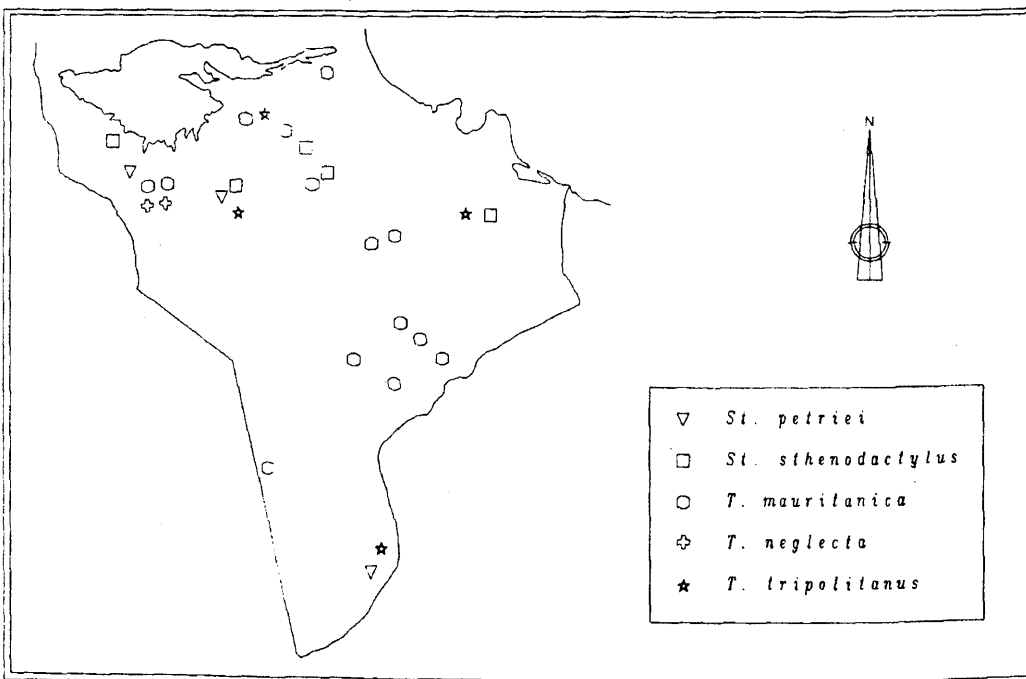 N
St. petriei
St. sthenodactylus
T. mauritanica
T. neglecta
T. tripolitanus